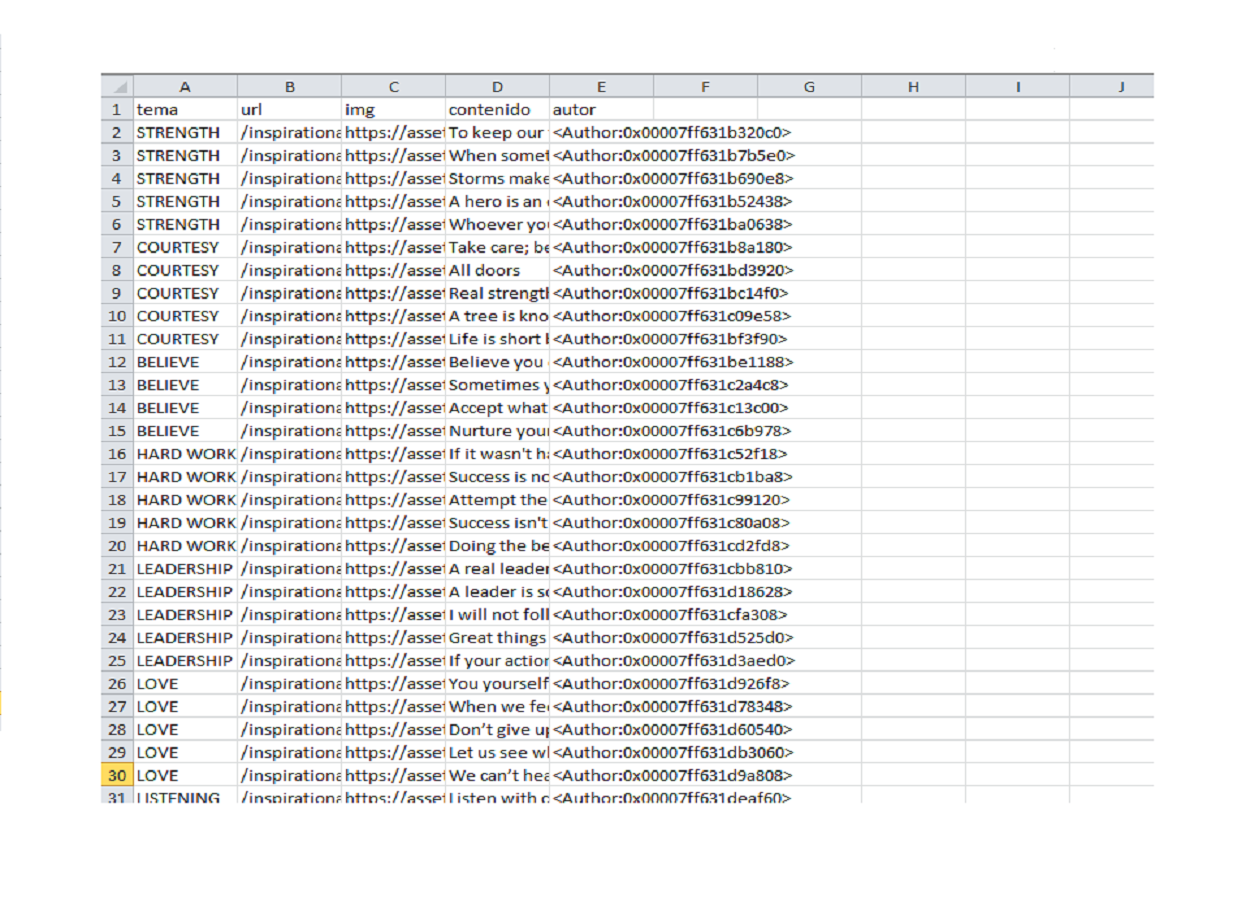 A B C D E F G H I J
1 tema url img contenido autor
2 STRENGTH /inspirationa https://asset To keep our <Author:0x00007ff631b320c0>
3 STRENGTH /inspirationa https://asset When somet <Author:0x00007ff631b7b5e0>
4 STRENGTH /inspirationa https://asset Storms make <Author:0x00007ff631b690e8>
5 STRENGTH /inspirationa https://asset A hero is an <Author:0x00007ff631b52438>
6 STRENGTH /inspirationa https://asset Whoever yo <Author:0x00007ff631ba0638>
7 COURTESY /inspirationa https://asset Take care; be <Author:0x00007ff631b8a180>
8 COURTESY /inspirationa https://asset All doors <Author:0x00007ff631bd3920>
9 COURTESY /inspirationa https://asset Real strengtl <Author:0x00007ff631bc14f0>
10 COURTESY /inspirationa https://asset A tree is kno <Author:0x00007ff631c09e58>
11 COURTESY /inspirationa https://asset Life is short <Author:0x00007ff631bf3f90>
12 BELIEVE /inspirationa https://asset Believe you <Author:0x00007ff631be1188>
13 BELIEVE /inspirationa https://asset Sometimes y <Author:0x00007ff631c2a4c8>
14 BELIEVE /inspirationa https://asset Accept what <Author:0x00007ff631c13c00>
15 BELIEVE /inspirationa https://asset Nurture your <Author:0x00007ff631c6b978>
16 HARD WORK /inspirationa https://asset If it wasn't ha <Author:0x00007ff631c52f18>
17 HARD WORK /inspirationa https://asset Success is no <Author:0x00007ff631cb1ba8>
18 HARD WORK /inspirationa https://asset Attempt the <Author:0x00007ff631c99120>
19 HARD WORK /inspirationa https://asset Success isn't <Author:0x00007ff631c80a08>
20 HARD WORK /inspirationa https://asset Doing the be <Author:0x00007ff631cd2fd8>
21 LEADERSHIP /inspirationa https://asset A real leader <Author:0x00007ff631cbb810>
22 LEADERSHIP /inspirationa https://asset A leader is so <Author:0x00007ff631d18628>
23 LEADERSHIP /inspirationa https://asset I will not foll <Author:0x00007ff631cfa308>
24 LEADERSHIP /inspirationa https://asset Great things <Author:0x00007ff631d525d0>
25 LEADERSHIP /inspirationa https://asset If your action <Author:0x00007ff631d3aed0>
26 LOVE /inspirationa https://asset You yourself <Author:0x00007ff631d926f8>
27 LOVE /inspirationa https://asset When we fee <Author:0x00007ff631d78348>
28 LOVE /inspirationa https://asset Don’t give up <Author:0x00007ff631d60540>
29 LOVE /inspirationa https://asset Let us see wl <Author:0x00007ff631db3060>
30 LOVE /inspirationa https://asset We can’t hea <Author:0x00007ff631d9a808>
31 LISTENING /inspirationa https://asset Listen with c <Author:0x00007ff631deaf60>